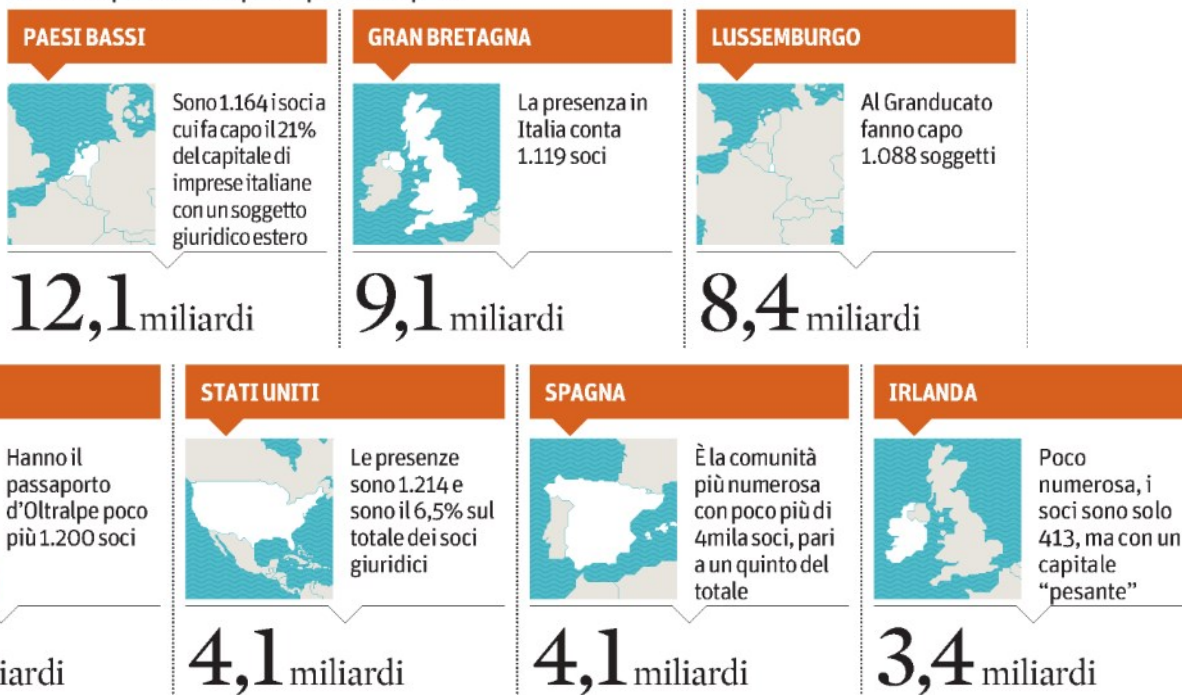 PAESI BASSI
Sono 1.164 i soci a
cui fa capo il 21%
del capitale di
imprese italiane
con un soggetto
giuridico estero
12,1 miliardi
GRAN BRETAGNA
La presenza in
Italia conta
1.119 soci
9,1 miliardi
LUSSEMBURGO
Al Granducato
fanno capo
1.088 soggetti
8,4 miliardi
Hanno il
passaporto
d'Oltralpe poco
più 1.200 soci
iardi
STATI UNITI
Le presenze
sono 1.214 e
sono il 6,5% sul
totale dei soci
giuridici
4,1 miliardi
SPAGNA
È la comunità
più numerosa
con poco più di
4mila soci, pari
a un quinto del
totale
4,1 miliardi
IRLANDA
Poco
numerosa, i
soci sono solo
413, ma con un
capitale
"pesante"
3,4 miliardi